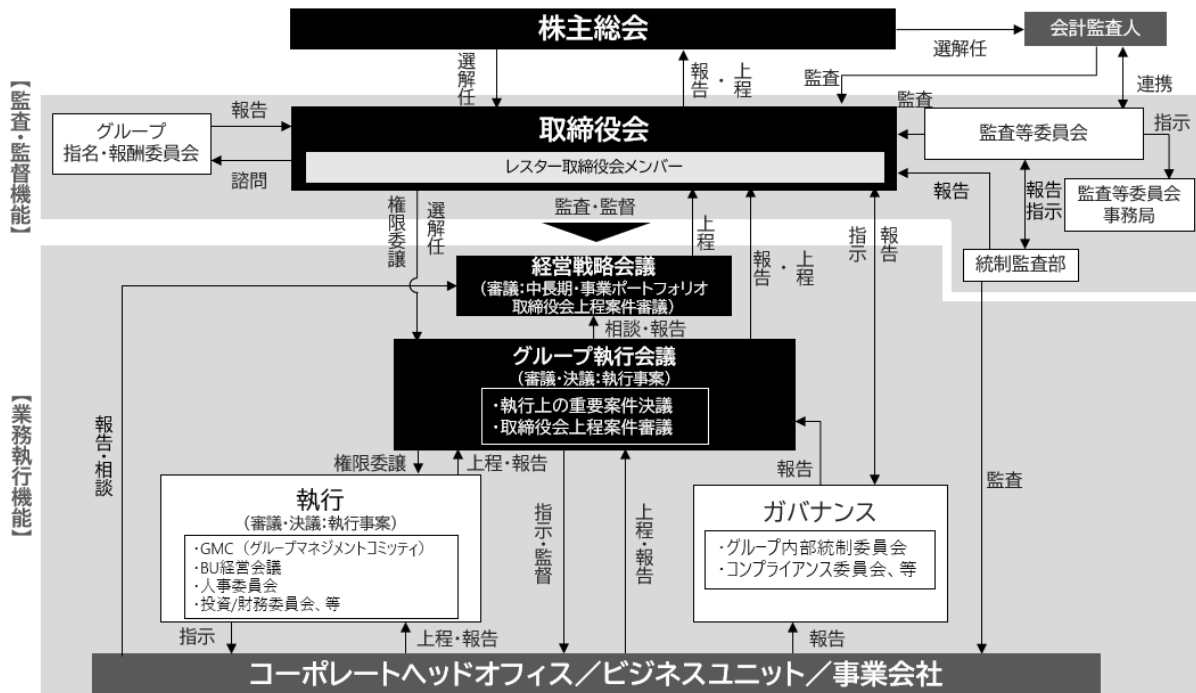 株主総会
会計監査人
選解任
選解任
報告・上程
監査
連携
【監査・監督機能】
報告
グループ
指名・報酬委員会
諮問
取締役会
レスター取締役会メンバー
監査
監査等委員会
指示
報告
報告
指示
監査等委員会
事務局
統制監査部
権限委譲
選解任
監査・監督
上程
報告・上程
指示
報告
経営戦略会議
(審議:中長期・事業ポートフォリオ
取締役会上程案件審議)
相談・報告
【業務執行機能】
グループ執行会議
(審議・決議:執行事案)
・執行上の重要案件決議
・取締役会上程案件審議
報告・相談
権限委譲
上程・報告
報告
監査
執行
(審議・決議:執行事案)
・GMC(グループマネジメントコミッティ)
・BU経営会議
・人事委員会
・投資/財務委員会、等
指示・監督
上程・報告
ガバナンス
・グループ内部統制委員会
・コンプライアンス委員会、等
指示
上程・報告
報告
コーポレートヘッドオフィス/ビジネスユニット/事業会社